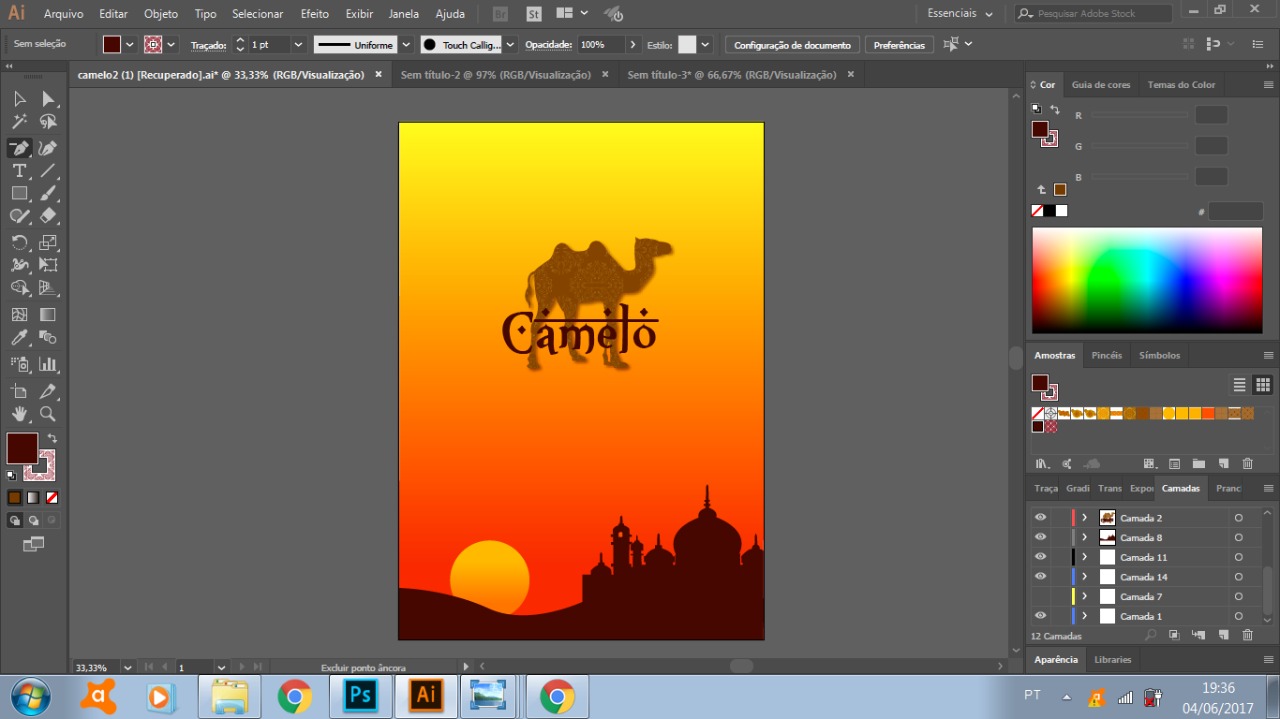 Ai Arquivo Editar Objeto Tipo Selecionar Efeito Exibir Janela Ajuda Br St Essenciais Pesquisar Adobe Stock
Sem seleção Traçado: 1 pt Uniforme Touch Callig... Opacidade: 100% Estilo: Configuração de documento Preferências
camelo2 (1) [Recuperado].ai* @ 33,33% (RGB/Visualização) × Sem título-2 @ 97% (RGB/Visualização) × Sem título-3* @ 66,67% (RGB/Visualização) ×
Cor Guia de cores Temas do Color
R
G
B
#
Camelo
Amostras Pincéis Símbolos
Traça Gradi Trans Expo Camadas Pranc
Camada 2
Camada 8
Camada 11
Camada 14
Camada 7
Camada 1
12 Camadas
Aparência Libraries
33,33% 1 Excluir ponto âncora
Ps Ai PT 19:36
04/06/2017